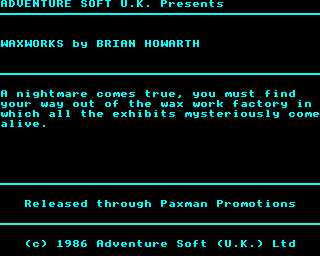 ADVENTURE SOFT U.K. Presents
WAXWORKS by BRIAN HOWARTH
A nightmare comes true, you must find
your way out of the wax work factory in
which all the exhibits mysteriously come
alive.
Released through Paxman Promotions
(c) 1986 Adventure Soft (U.K.) Ltd